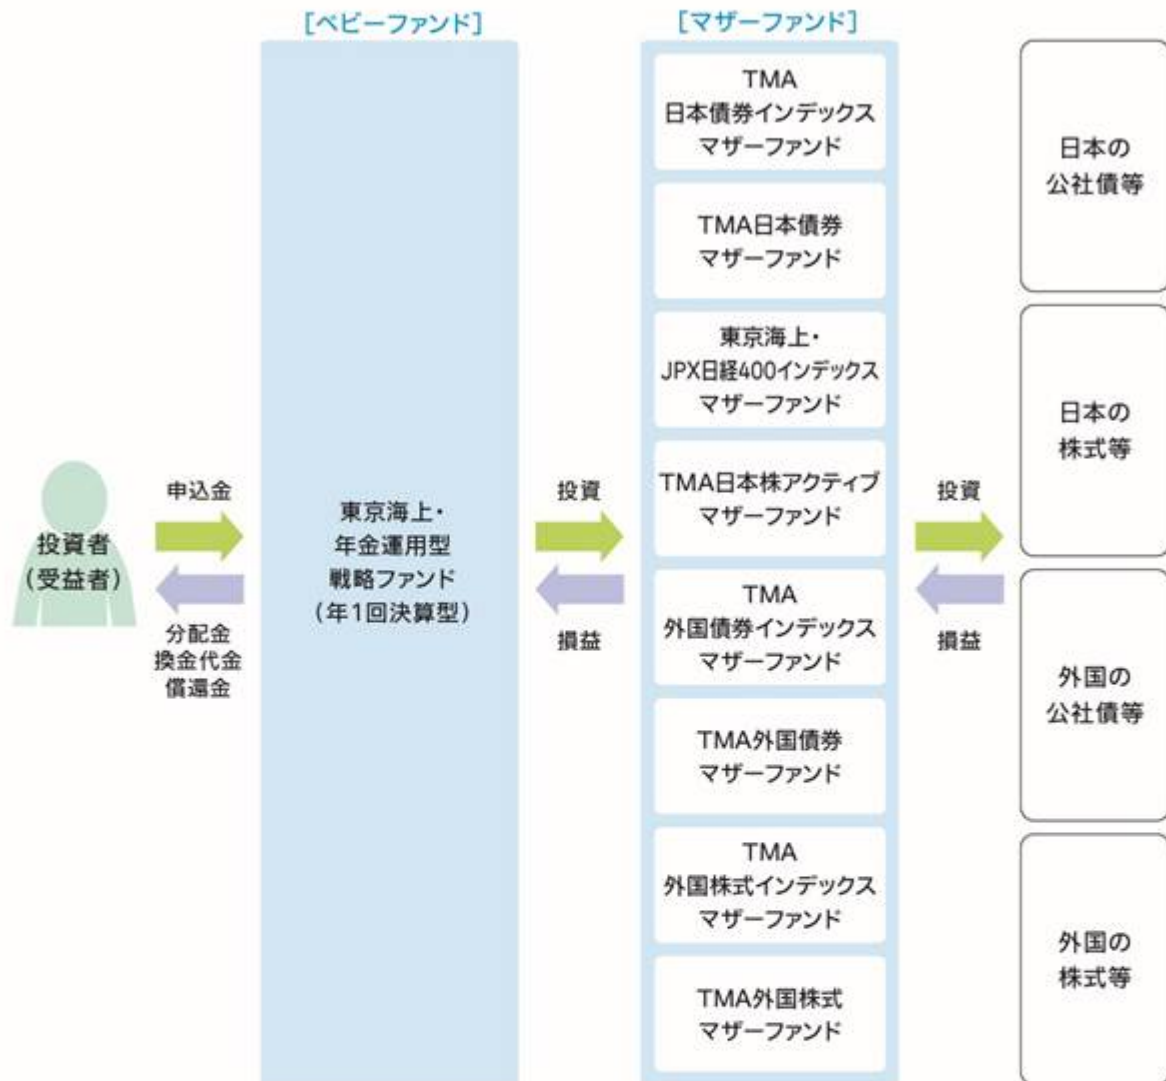 [ベビーファンド]
[マザーファンド]
投資者
(受益者)
申込金
分配金
換金代金
償還金
東京海上・
年金運用型
戦略ファンド
(年1回決算型)
投資
損益
TMA
日本債券インデックス
マザーファンド
TMA日本債券
マザーファンド
東京海上・
JPX日経400インデックス
マザーファンド
TMA日本株アクティブ
マザーファンド
TMA
外国債券インデックス
マザーファンド
TMA外国債券
マザーファンド
TMA
外国株式インデックス
マザーファンド
TMA外国株式
マザーファンド
投資
損益
日本の
公社債等
日本の
株式等
外国の
公社債等
外国の
株式等